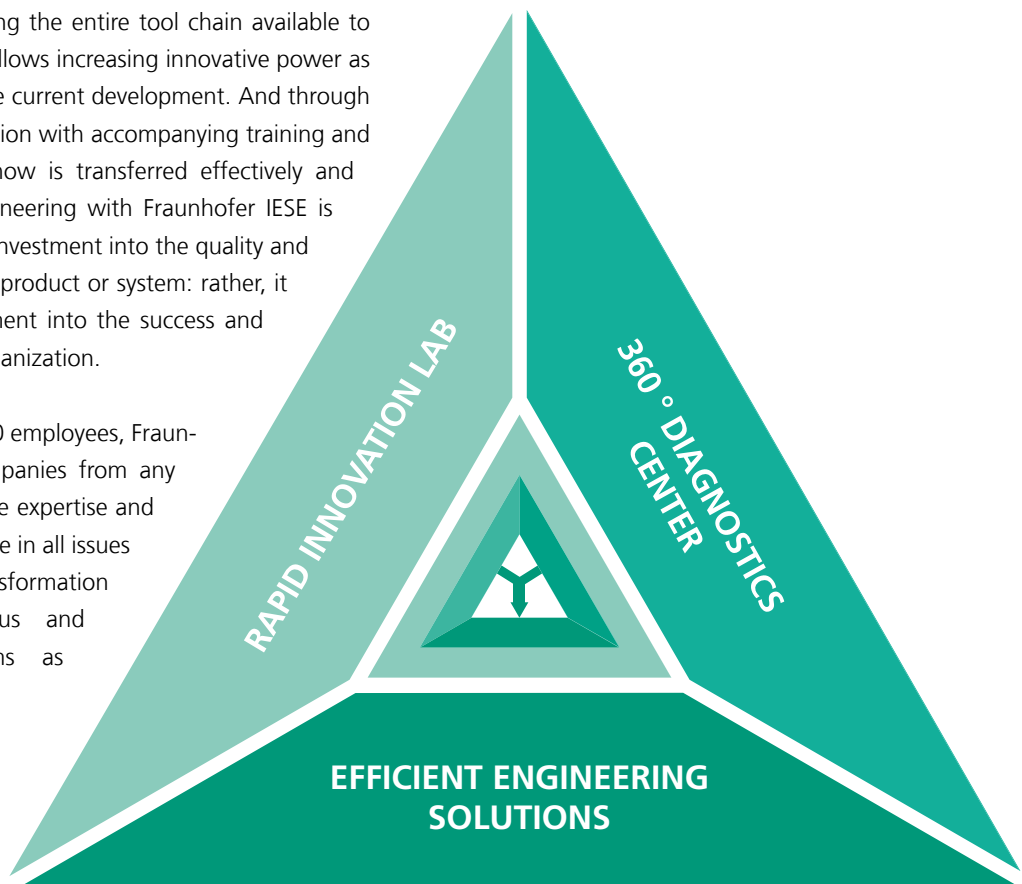 ng the entire tool chain available to
llows increasing innovative power as
e current development. And through
tion with accompanying training and
now is transferred effectively and
neering with Fraunhofer IESE is
nvestment into the quality and
product or system: rather, it
ment into the success and
anization.
0 employees, Fraun-
panies from any
e expertise and
e in all issues
nsformation
us and
ns as
RAPID INNOVATION LAB
360 ° DIAGNOSTICS
CENTER
EFFICIENT ENGINEERING
SOLUTIONS